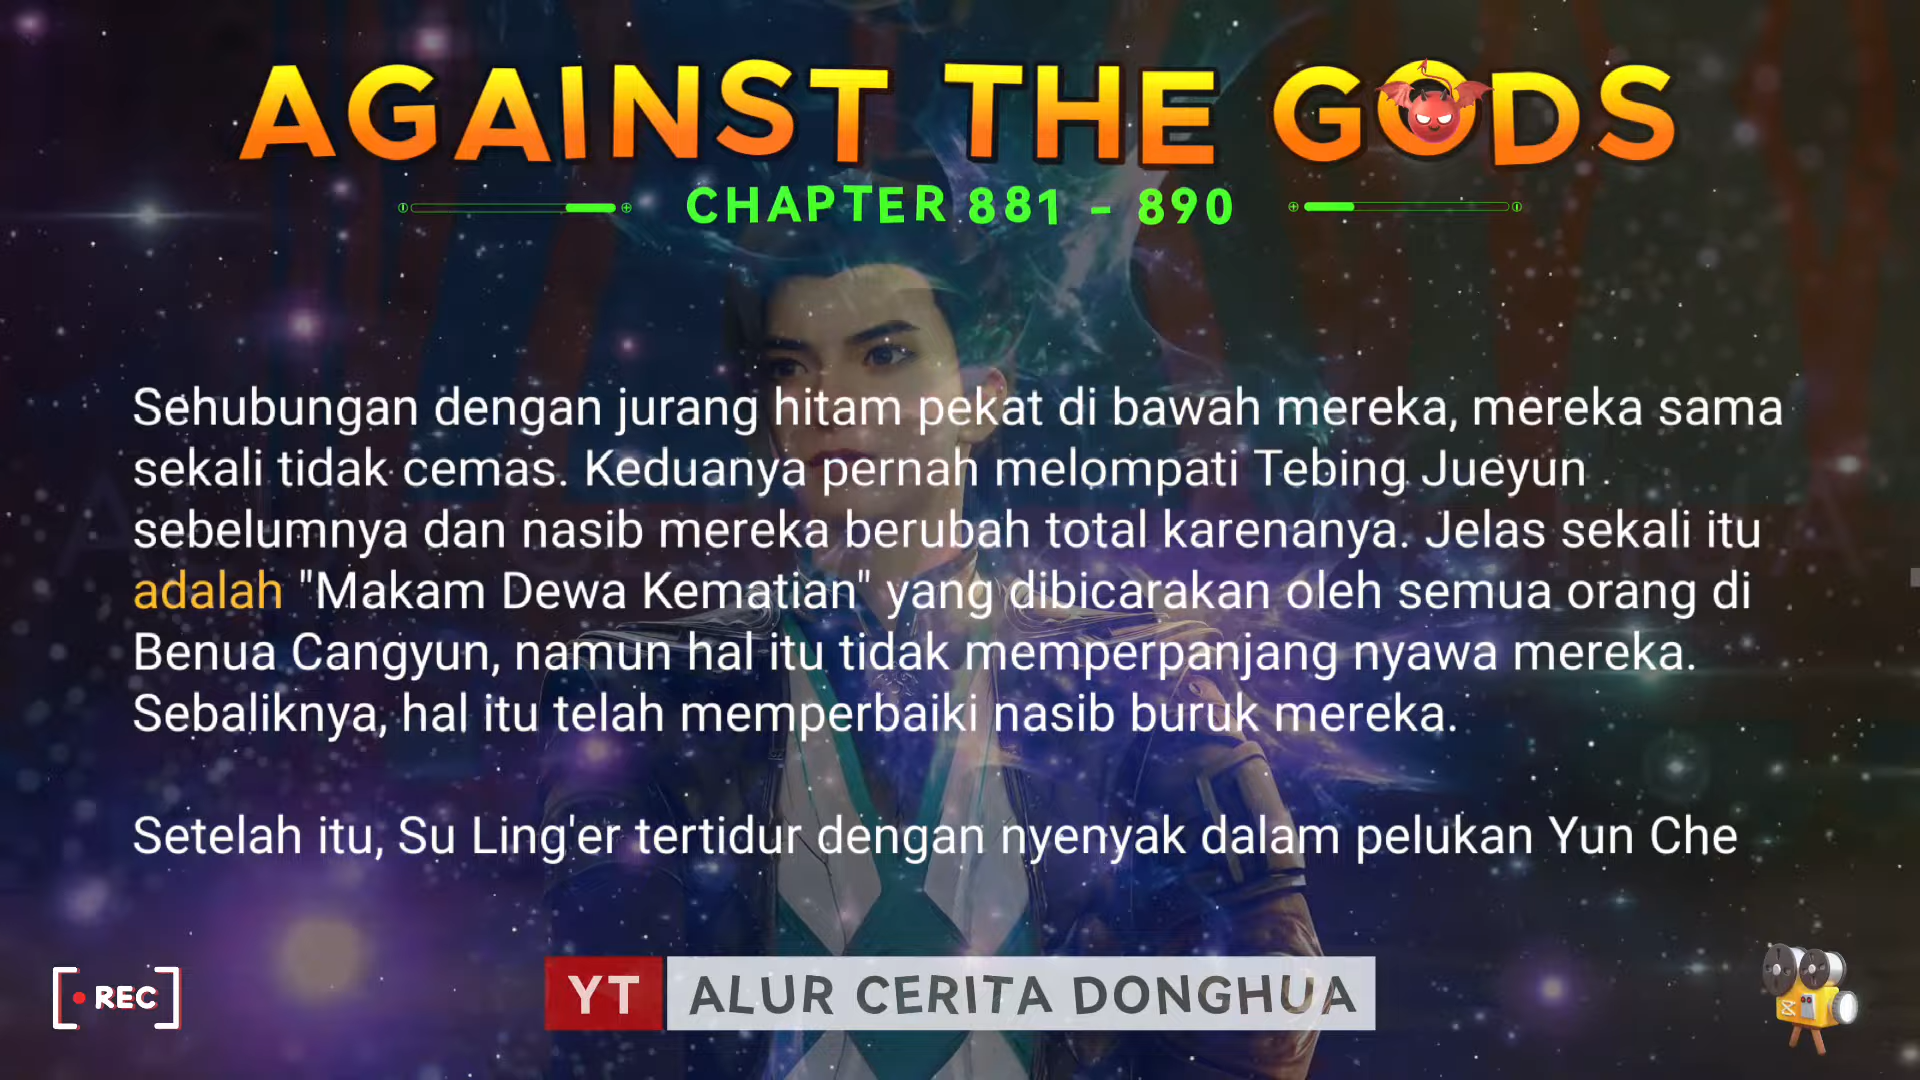 AGAINST THE GODS
CHAPTER 881 - 890
Sehubungan dengan jurang hitam pekat di bawah mereka, mereka sama
sekali tidak cemas. Keduanya pernah melompati Tebing Jueyun
sebelumnya dan nasib mereka berubah total karenanya. Jelas sekali itu
adalah "Makam Dewa Kematian" yang dibicarakan oleh semua orang di
Benua Cangyun, namun hal itu tidak memperpanjang nyawa mereka.
Sebaliknya, hal itu telah memperbaiki nasib buruk mereka.
Setelah itu, Su Ling'er tertidur dengan nyenyak dalam pelukan Yun Che
REC
YT ALUR CERITA DONGHUA